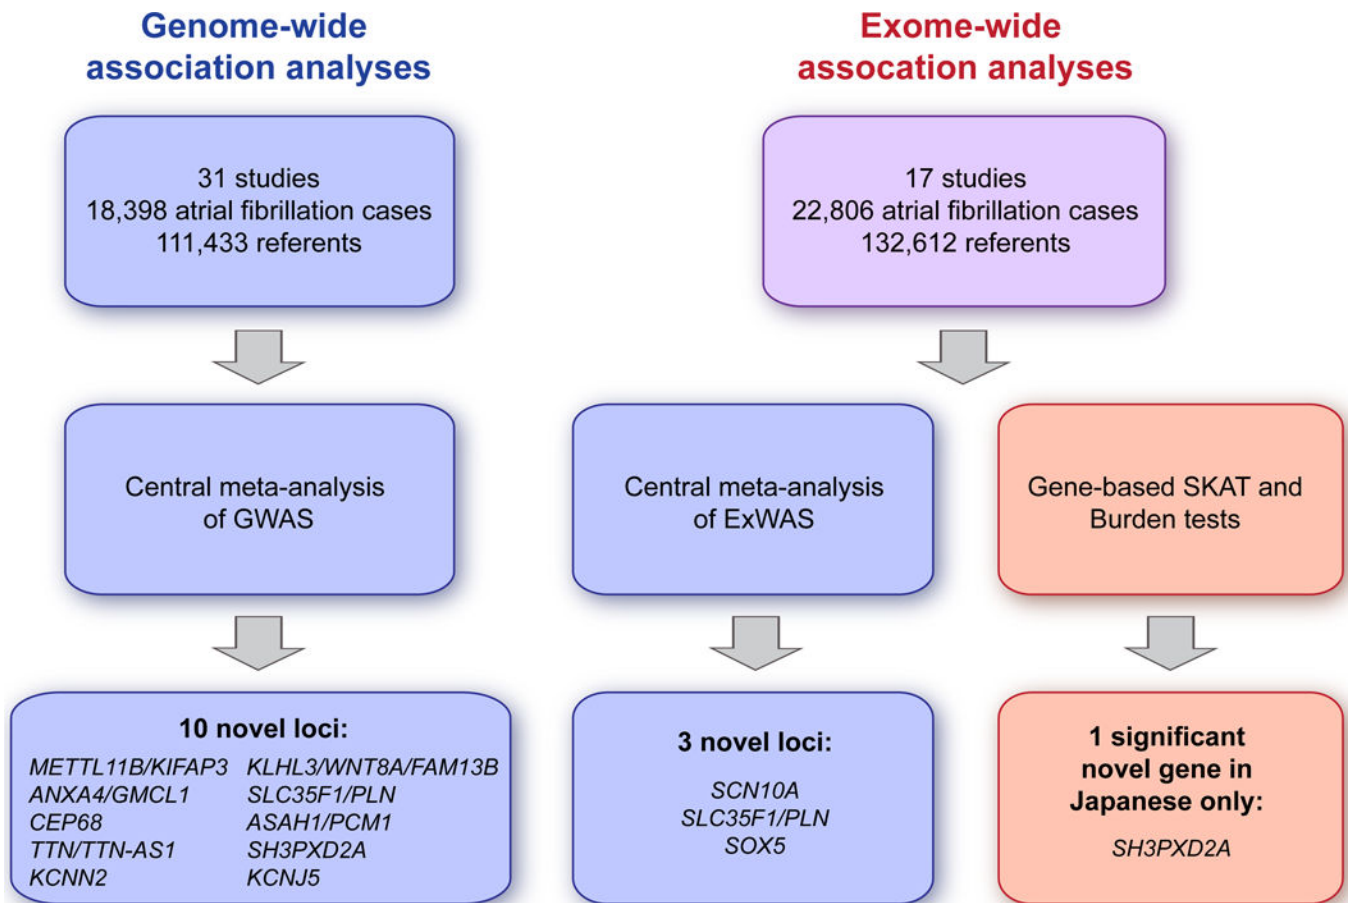 Genome-wide
association analyses
31 studies
18,398 atrial fibrillation cases
111,433 referents
Central meta-analysis
of GWAS
10 novel loci:
METTL11B/KIFAP3 KLHL3/WNT8A/FAM13B
ANXA4/GMCL1 SLC35F1/PLN
CEP68 ASAH1/PCM1
TTN/TTN-AS1 SH3PXD2A
KCNN2 KCNJ5
Exome-wide
assocation analyses
17 studies
22,806 atrial fibrillation cases
132,612 referents
Central meta-analysis
of ExWAS
3 novel loci:
SCN10A
SLC35F1/PLN
SOX5
Gene-based SKAT and
Burden tests
1 significant
novel gene in
Japanese only:
SH3PXD2A